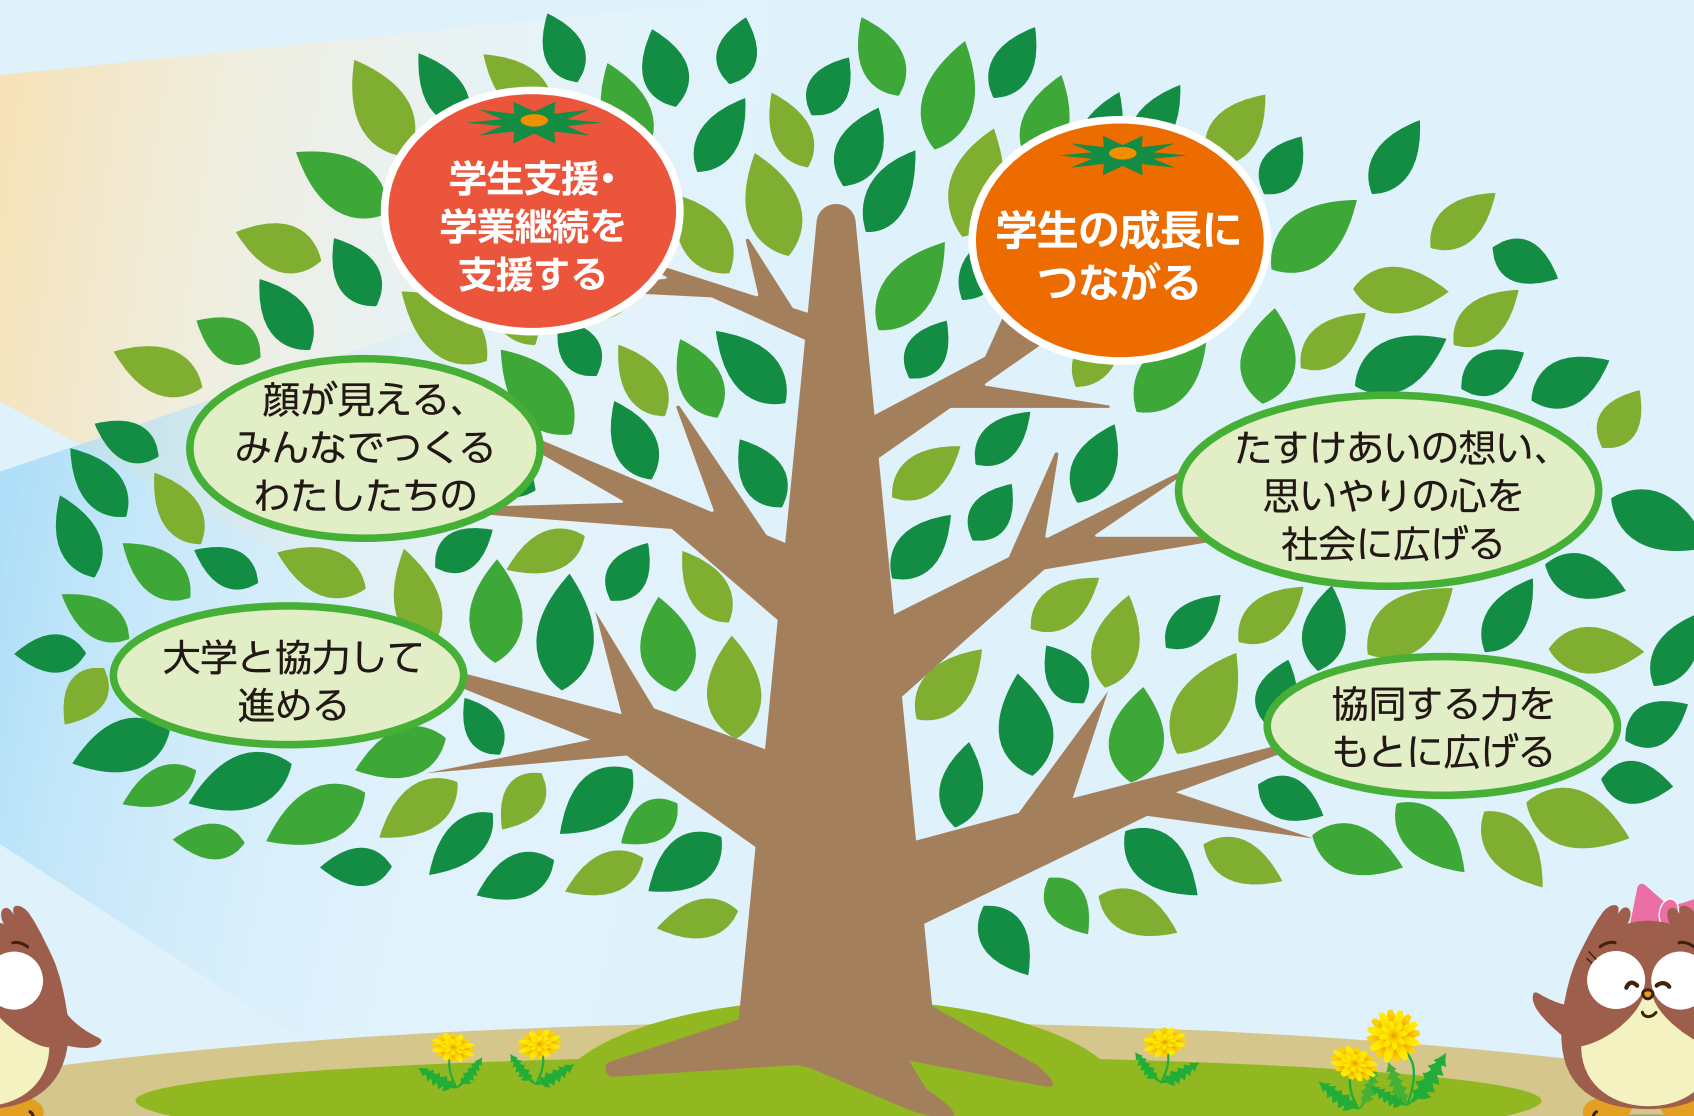 学生支援・
学業継続を
支援する
学生の成長に
つながる
顔が見える、
みんなでつくる
わたしたちの
たすけあいの想い、
思いやりの心を
社会に広げる
大学と協力して
進める
協同する力を
もとに広げる